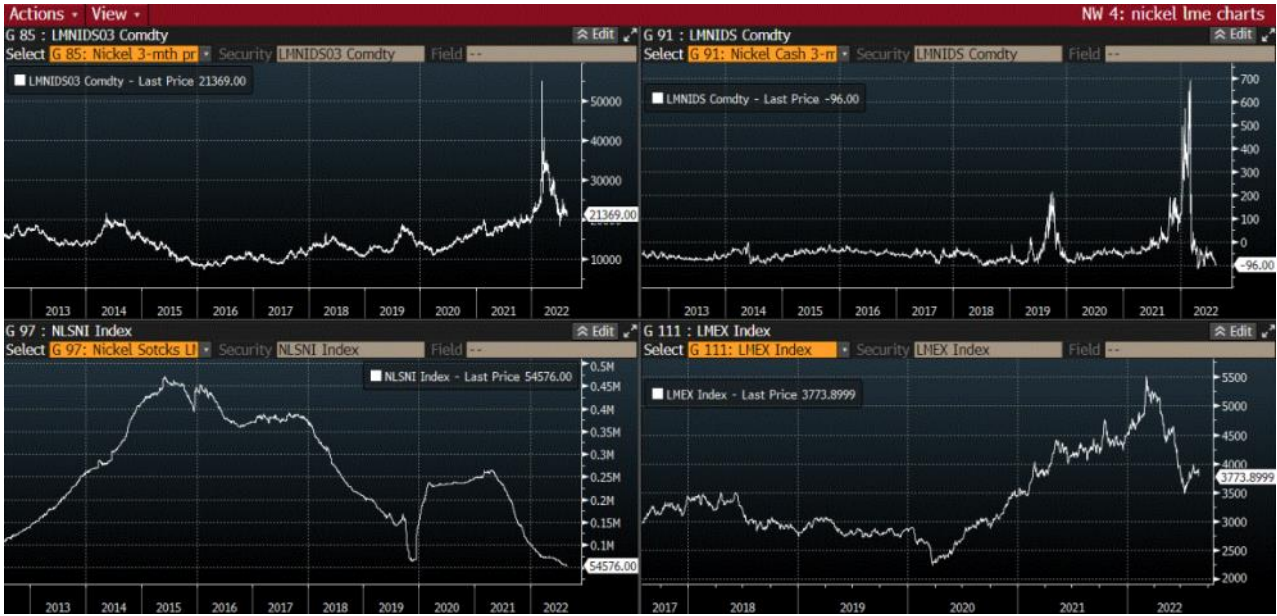 Actions View NW 4: nickel lme charts
G 85 : LMNIDS03 Comdty Edit
Select G 85: Nickel 3-mth pr Security LMNIDS03 Comdty Field --
LMNIDS03 Comdty - Last Price 21369.00
50000
40000
30000
21369.00
10000
2013 2014 2015 2016 2017 2018 2019 2020 2021 2022
G 91 : LMNIDS Comdty Edit
Select G 91: Nickel Cash 3-m Security LMNIDS Comdty Field --
LMNIDS Comdty - Last Price -96.00
700
600
500
400
300
200
100
0
-96.00
2013 2014 2015 2016 2017 2018 2019 2020 2021 2022
G 97 : NLSNI Index Edit
Select G 97: Nickel Sotcks LM Security NLSNI Index Field --
NLSNI Index - Last Price 54576.00
0.5M
0.45M
0.4M
0.35M
0.3M
0.25M
0.2M
0.15M
0.1M
54576.00
2013 2014 2015 2016 2017 2018 2019 2020 2021 2022
G 111 : LMEX Index Edit
Select G 111: LMEX Index Security LMEX Index Field --
LMEX Index - Last Price 3773.8999
5500
5000
4500
4000
3773.8999
3500
3000
2500
2000
2017 2018 2019 2020 2021 2022